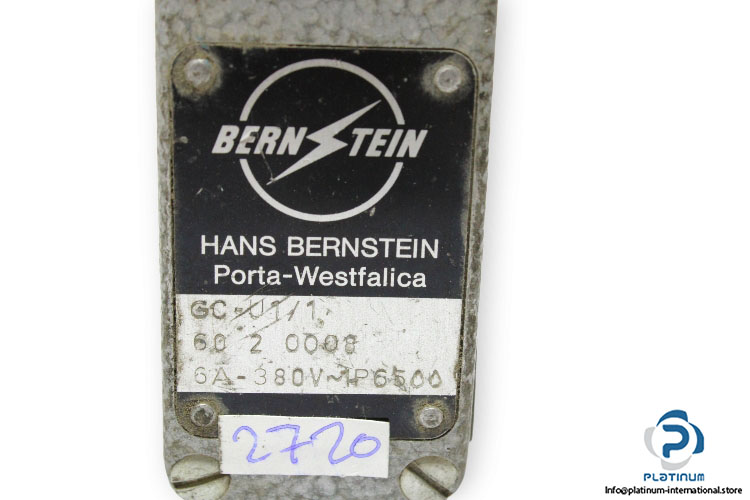 BERNSTEIN
HANS BERNSTEIN
Porta-Westfalica
GC-U1/1
60 2 0008
6A-380V~IP6500
2720
P
PLATINUM
Info@platinum-international.store